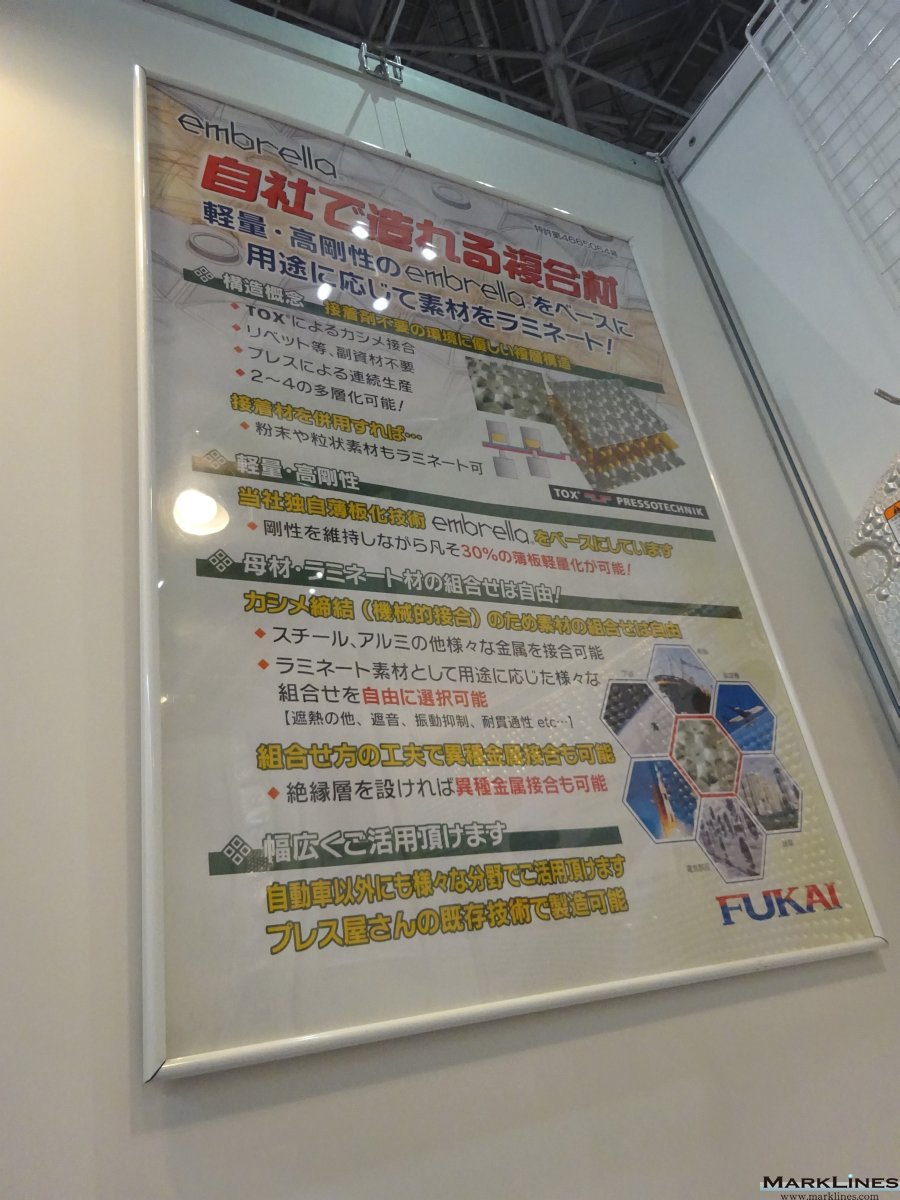 embrella
自社で造れる複合材
特許第4665064号
軽量・高剛性のembrella®をベースに
用途に応じて素材をラミネート!
構造概念 接着剤不要の環境に優しい複層構造
TOX®によるカシメ接合
リベット等、副資材不要
プレスによる連続生産
2~4の多層化可能!
接着材を併用すれば…
粉末や粒状素材もラミネート可
TOX® PRESSOTECHNIK
軽量・高剛性
当社独自薄板化技術 embrella®をベースにしています
剛性を維持しながら凡そ30%の薄板軽量化が可能!
母材・ラミネート材の組合せは自由!
カシメ締結(機械的接合)のため素材の組合せは自由
スチール、アルミの他様々な金属を接合可能
ラミネート素材として用途に応じた様々な
組合せを自由に選択可能
【遮熱の他、遮音、振動抑制、耐貫通性 etc…】
組合せ方の工夫で異種金属接合も可能
絶縁層を設ければ異種金属接合も可能
幅広くご活用頂けます
自動車以外にも様々な分野でご活用頂けます
プレス屋さんの既存技術で製造可能
FUKAI
MARKLINES
www.marklines.com